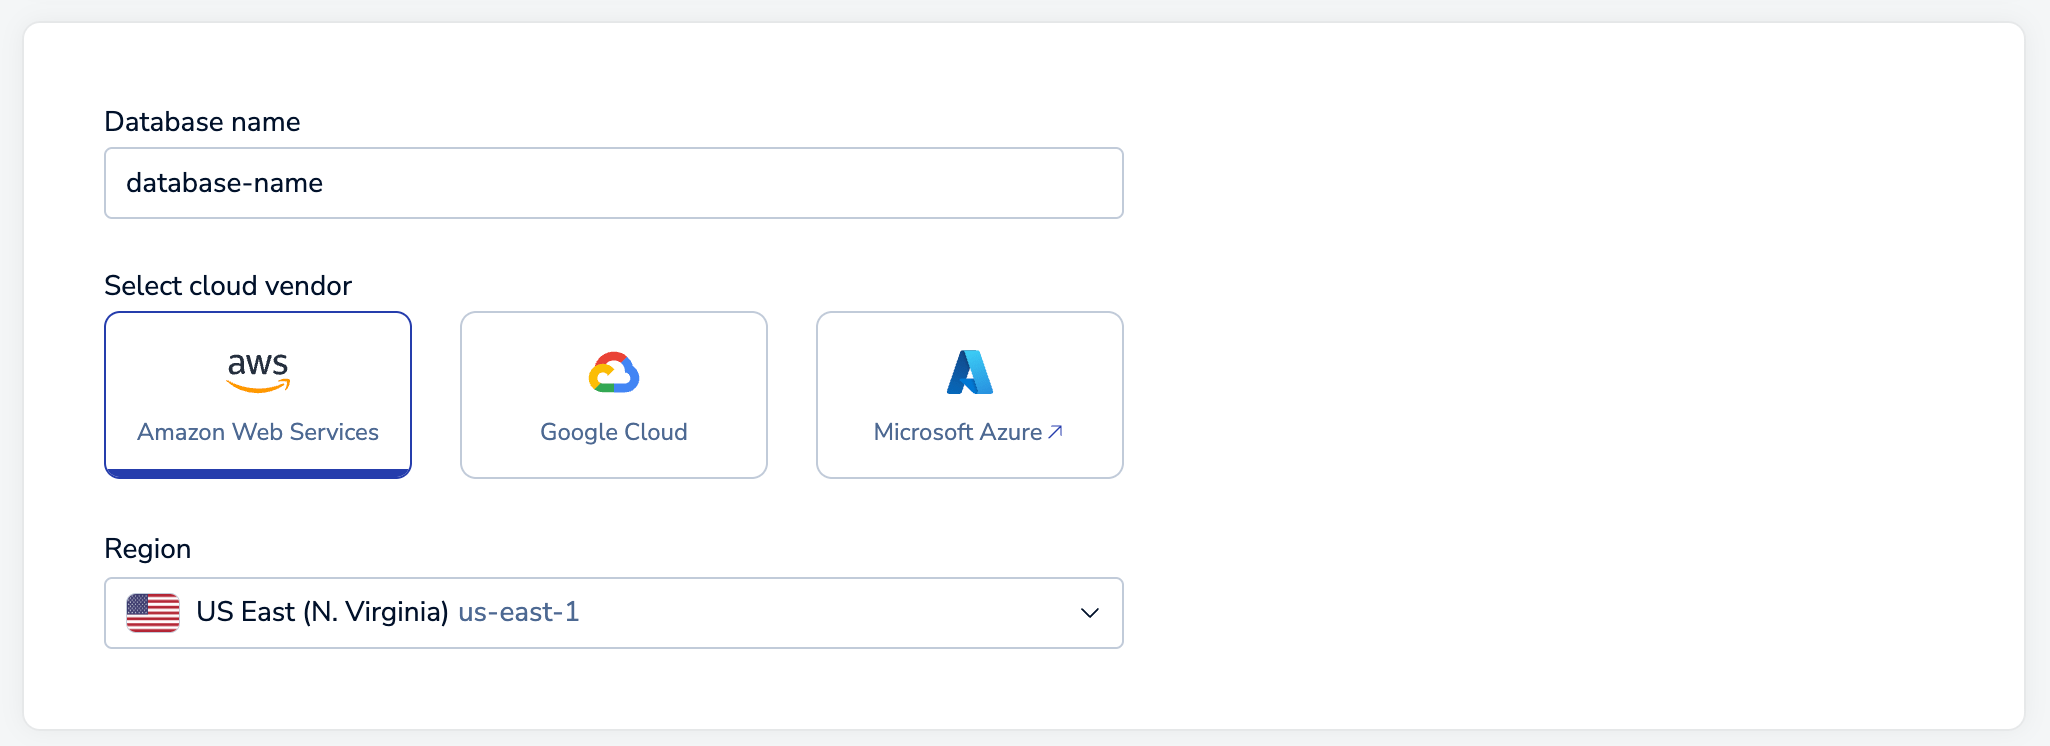 Database name
database-name
Select cloud vendor
aws
Amazon Web Services
Google Cloud
Microsoft Azure
Region
US East (N. Virginia) us-east-1